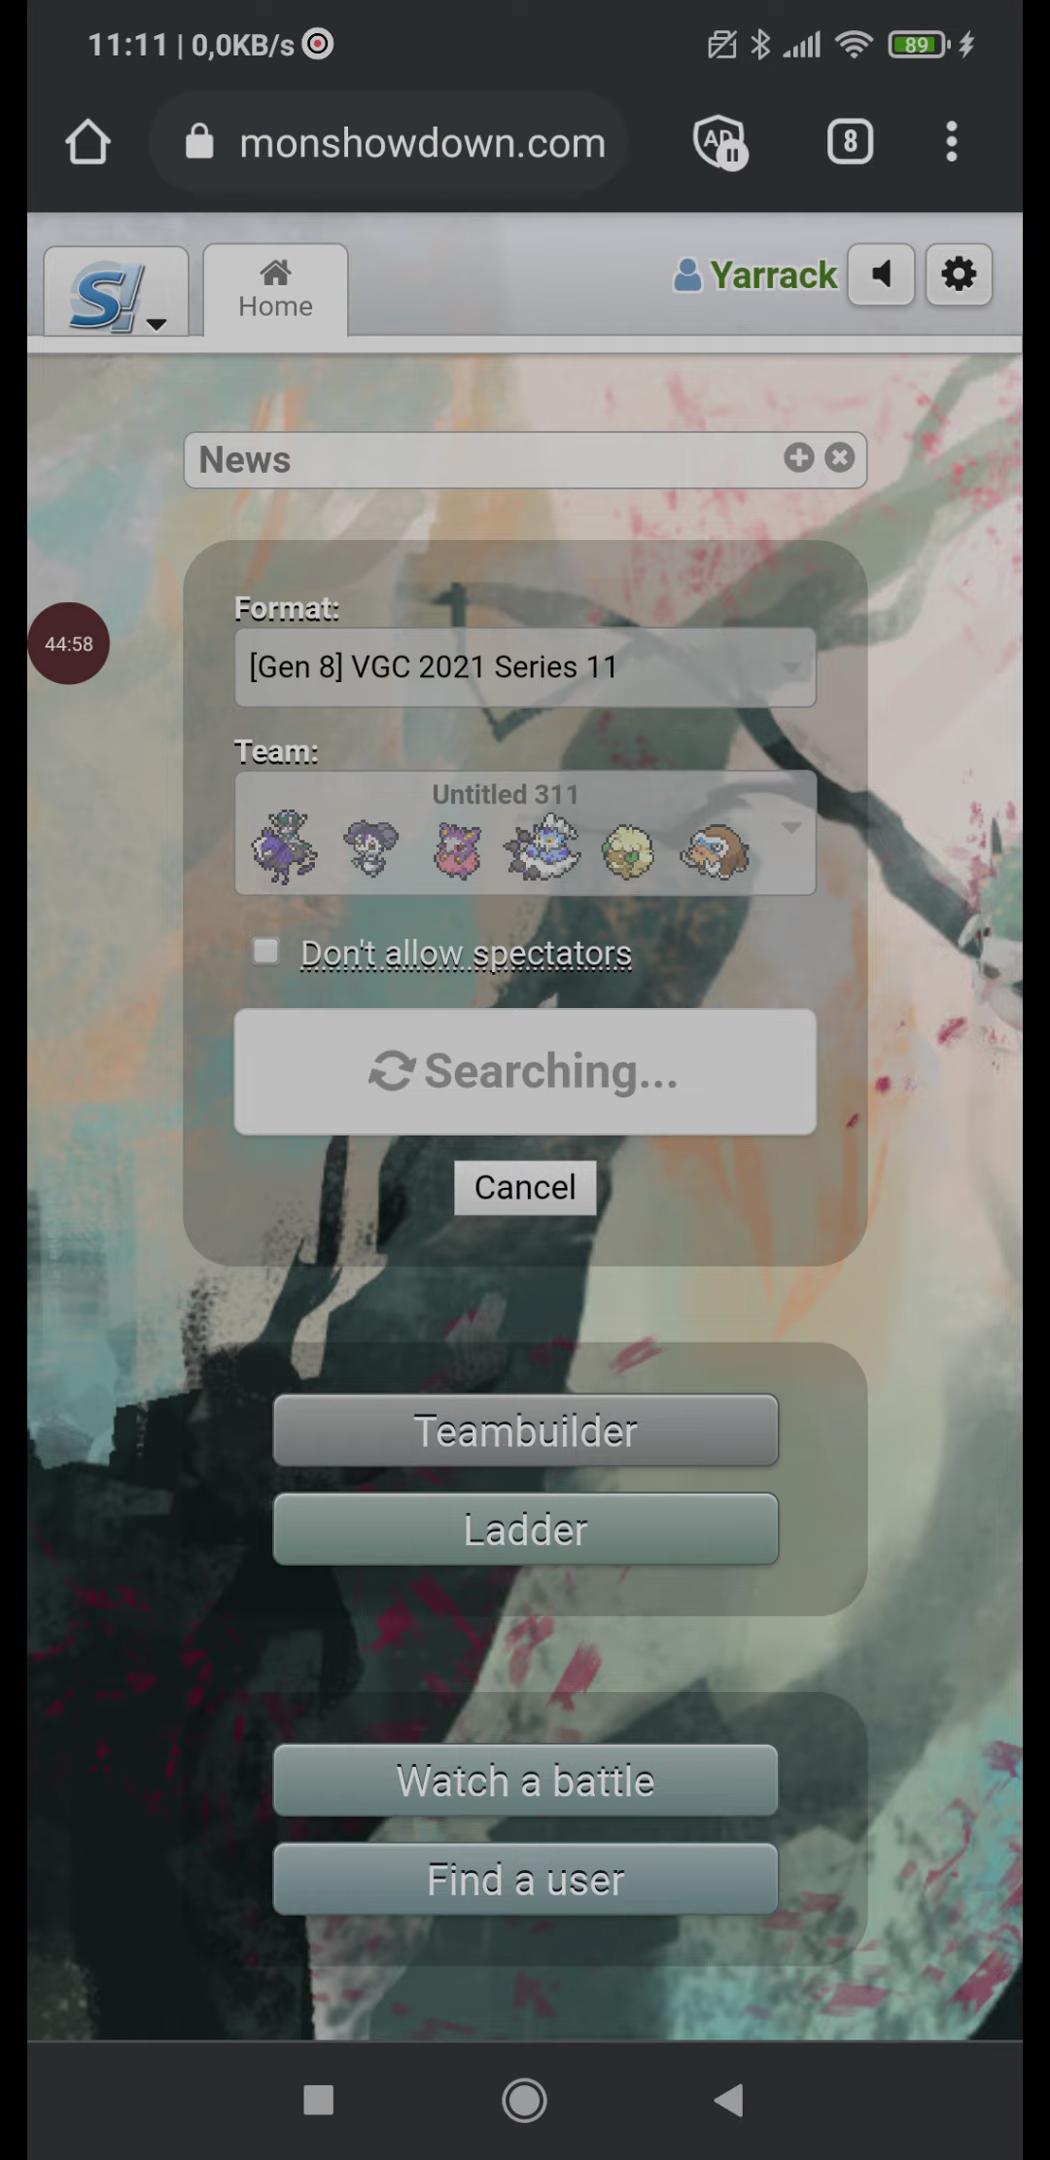 11:11 | 0,0KB/s
89
monshowdown.com
AD
8
S!
Home
Yarrack
News
44:58
Format:
[Gen 8] VGC 2021 Series 11
Team:
Untitled 311
Don't allow spectators
Searching...
Cancel
Teambuilder
Ladder
Watch a battle
Find a user